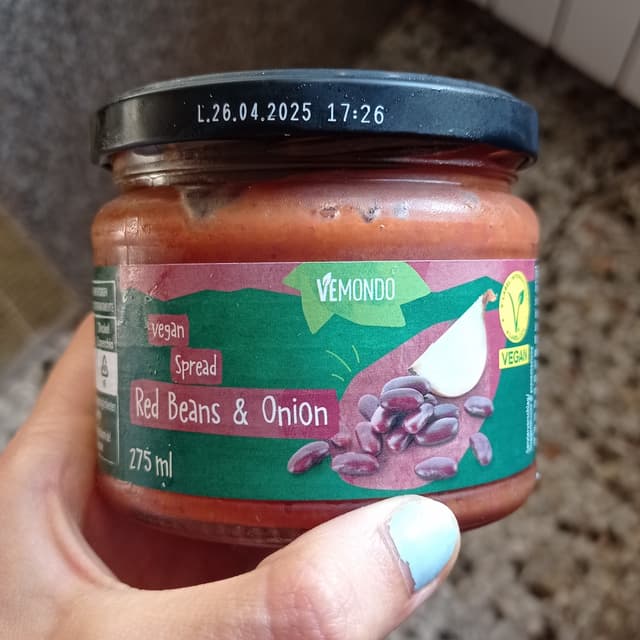 L.26.04.2025 17:26
VEMONDO
vegan
Spread
Red Beans & Onion
275 ml
VEGAN